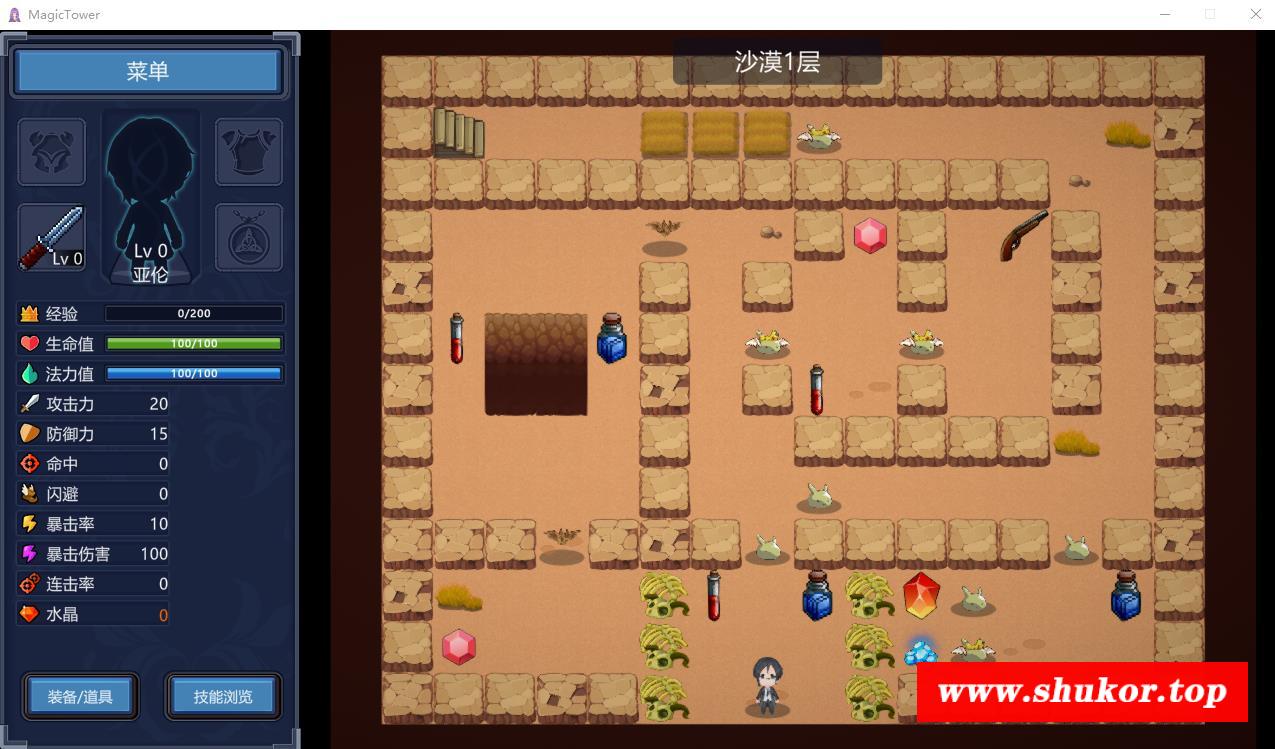 MagicTower
菜单
沙漠1层
Lv 0
Lv 0
亚伦
经验 0/200
生命值 100/100
法力值 100/100
攻击力 20
防御力 15
命中 0
闪避 0
暴击率 10
暴击伤害 100
连击率 0
水晶 0
装备/道具
技能浏览
www.shukor.top